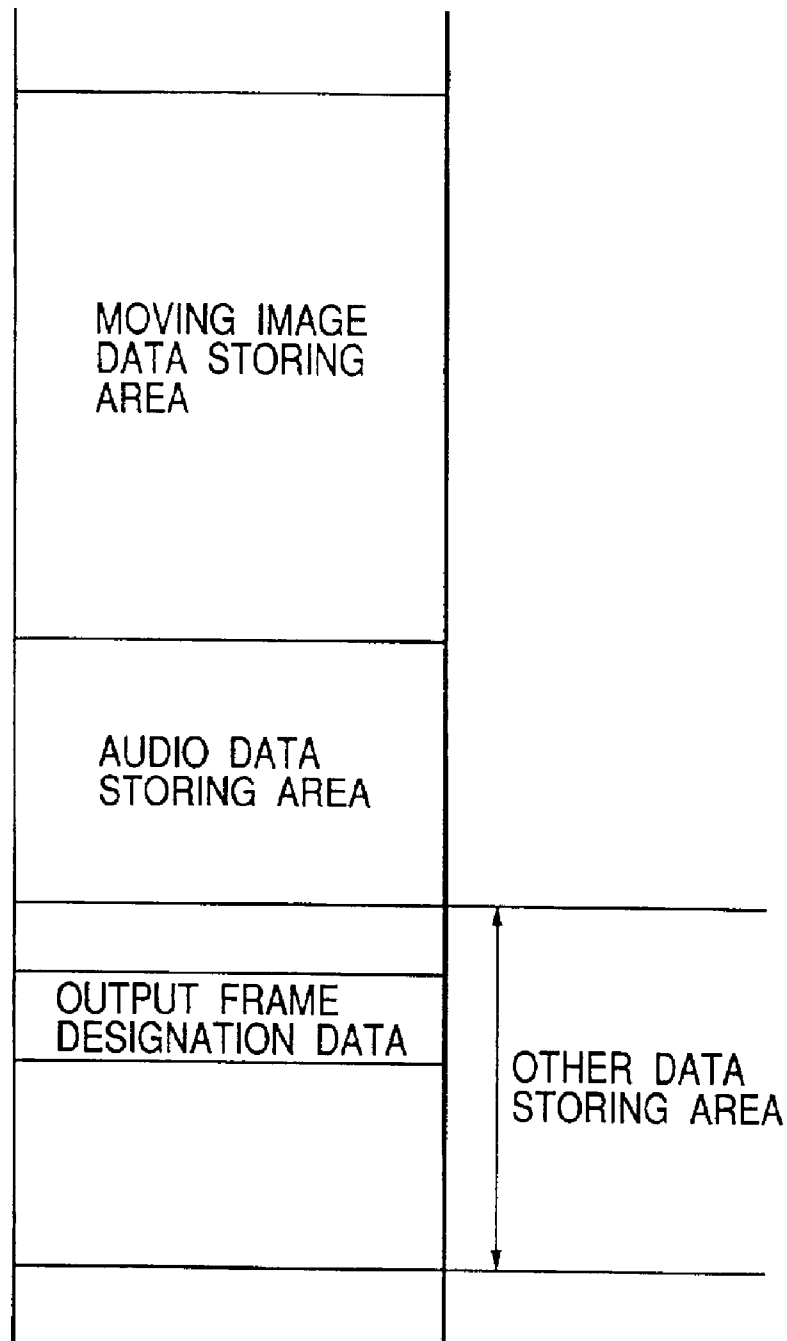 MOVING IMAGE
DATA STORING
AREA
AUDIO DATA
STORING AREA
OUTPUT FRAME
DESIGNATION DATA
OTHER DATA
STORING AREA